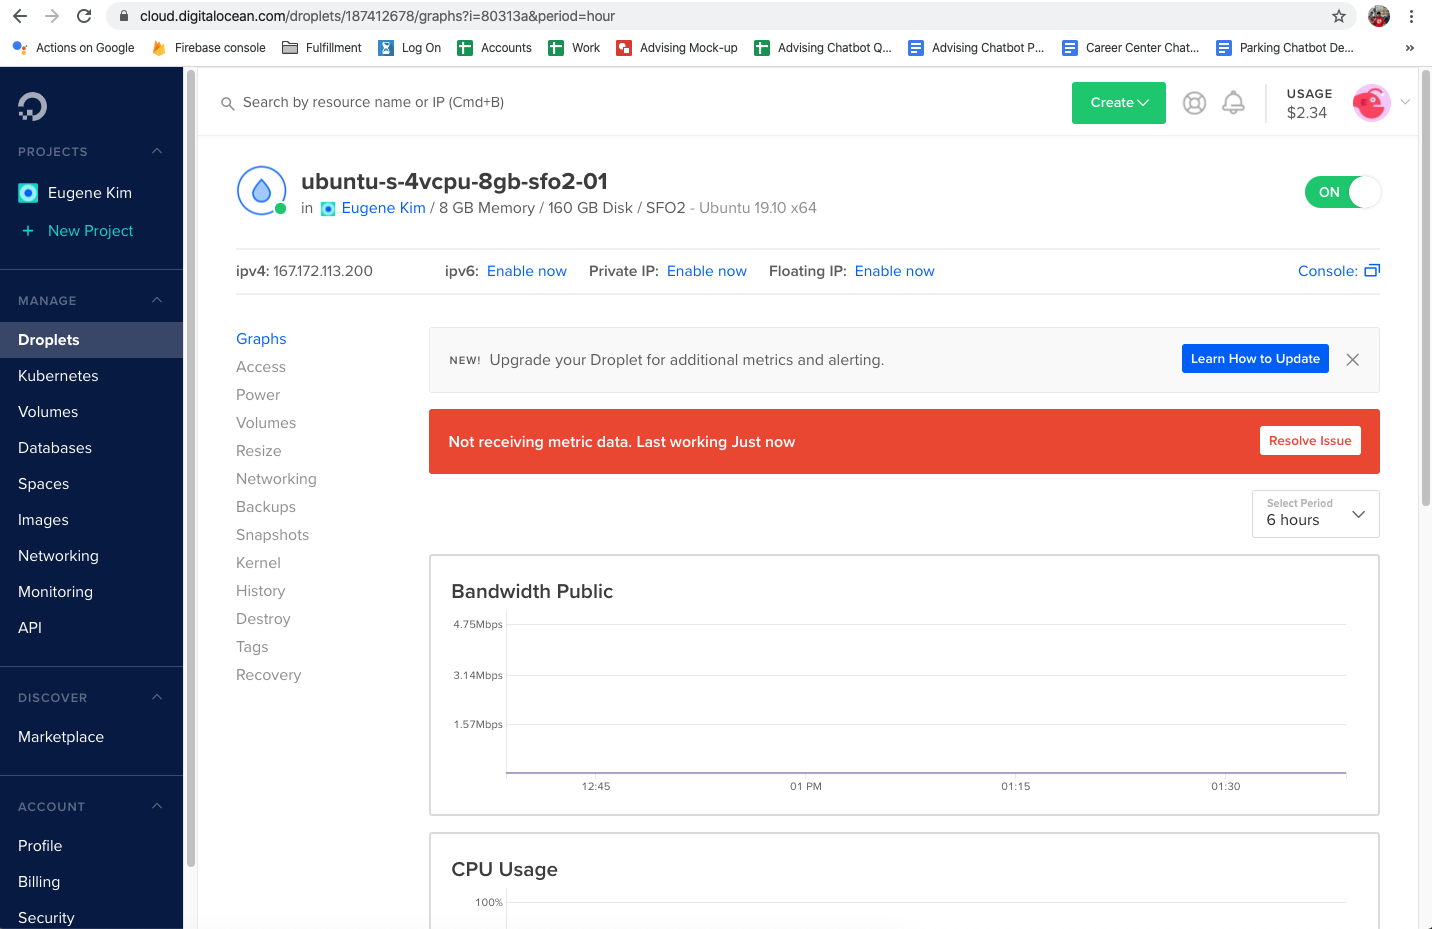 cloud.digitalocean.com/droplets/187412678/graphs?i=80313a&period=hour
Actions on Google Firebase console Fulfillment Log On Accounts Work Advising Mock-up Advising Chatbot Q... Advising Chatbot P... Career Center Chat... Parking Chatbot De... »
Search by resource name or IP (Cmd+B)
Create
USAGE
$2.34
PROJECTS
Eugene Kim
+ New Project
MANAGE
Droplets
Kubernetes
Volumes
Databases
Spaces
Images
Networking
Monitoring
API
DISCOVER
Marketplace
ACCOUNT
Profile
Billing
Security
ubuntu-s-4vcpu-8gb-sfo2-01
in Eugene Kim / 8 GB Memory / 160 GB Disk / SFO2 - Ubuntu 19.10 x64
ON
ipv4: 167.172.113.200 ipv6: Enable now Private IP: Enable now Floating IP: Enable now Console:
Graphs
Access
Power
Volumes
Resize
Networking
Backups
Snapshots
Kernel
History
Destroy
Tags
Recovery
NEW! Upgrade your Droplet for additional metrics and alerting. Learn How to Update
Not receiving metric data. Last working Just now Resolve Issue
Select Period
6 hours
Bandwidth Public
4.75Mbps
3.14Mbps
1.57Mbps
12:45 01 PM 01:15 01:30
CPU Usage
100%